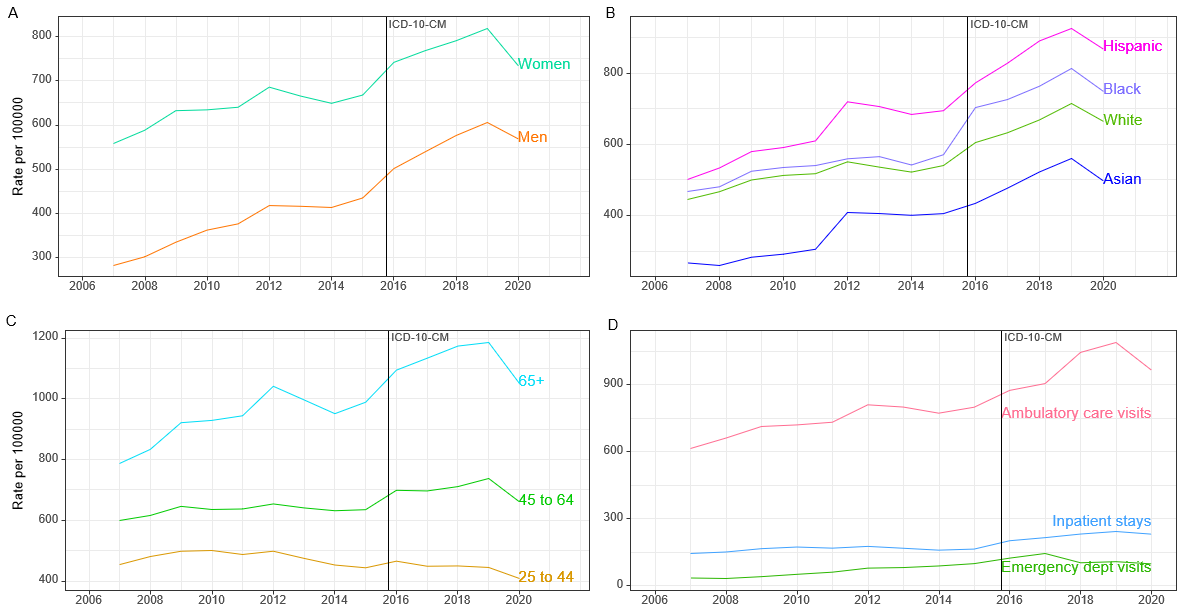 A
ICD-10-CM
800
700
600
500
400
300
Rate per 100000
Women
Men
2006 2008 2010 2012 2014 2016 2018 2020
B
ICD-10-CM
800
600
400
Hispanic
Black
White
Asian
2006 2008 2010 2012 2014 2016 2018 2020
C
ICD-10-CM
1200
1000
800
600
400
Rate per 100000
65+
45 to 64
25 to 44
2006 2008 2010 2012 2014 2016 2018 2020
D
ICD-10-CM
900
600
300
0
Ambulatory care visits
Inpatient stays
Emergency dept visits
2006 2008 2010 2012 2014 2016 2018 2020